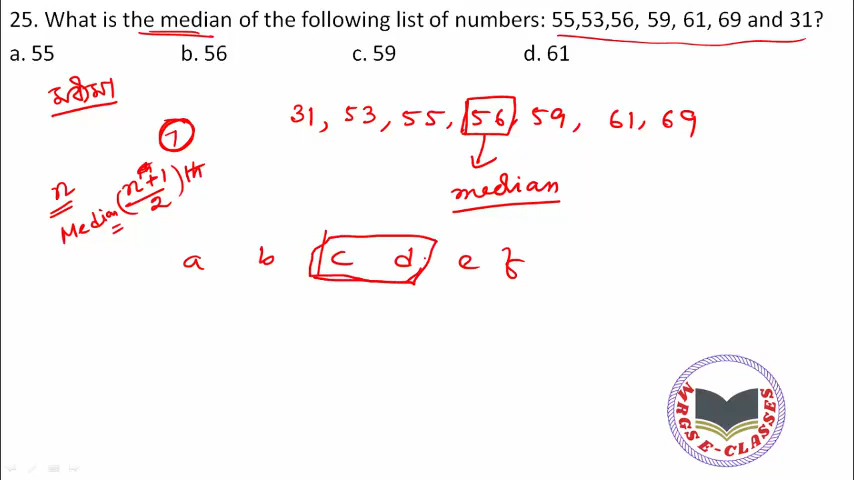 25. What is the median of the following list of numbers: 55,53,56, 59, 61, 69 and 31?
a. 55 b. 56 c. 59 d. 61
মধ্যমা
31, 53, 55, 56, 59, 61, 69
7
n
Median (n+1/2)th
median
a b c d e f
MRGS E-CLASSES